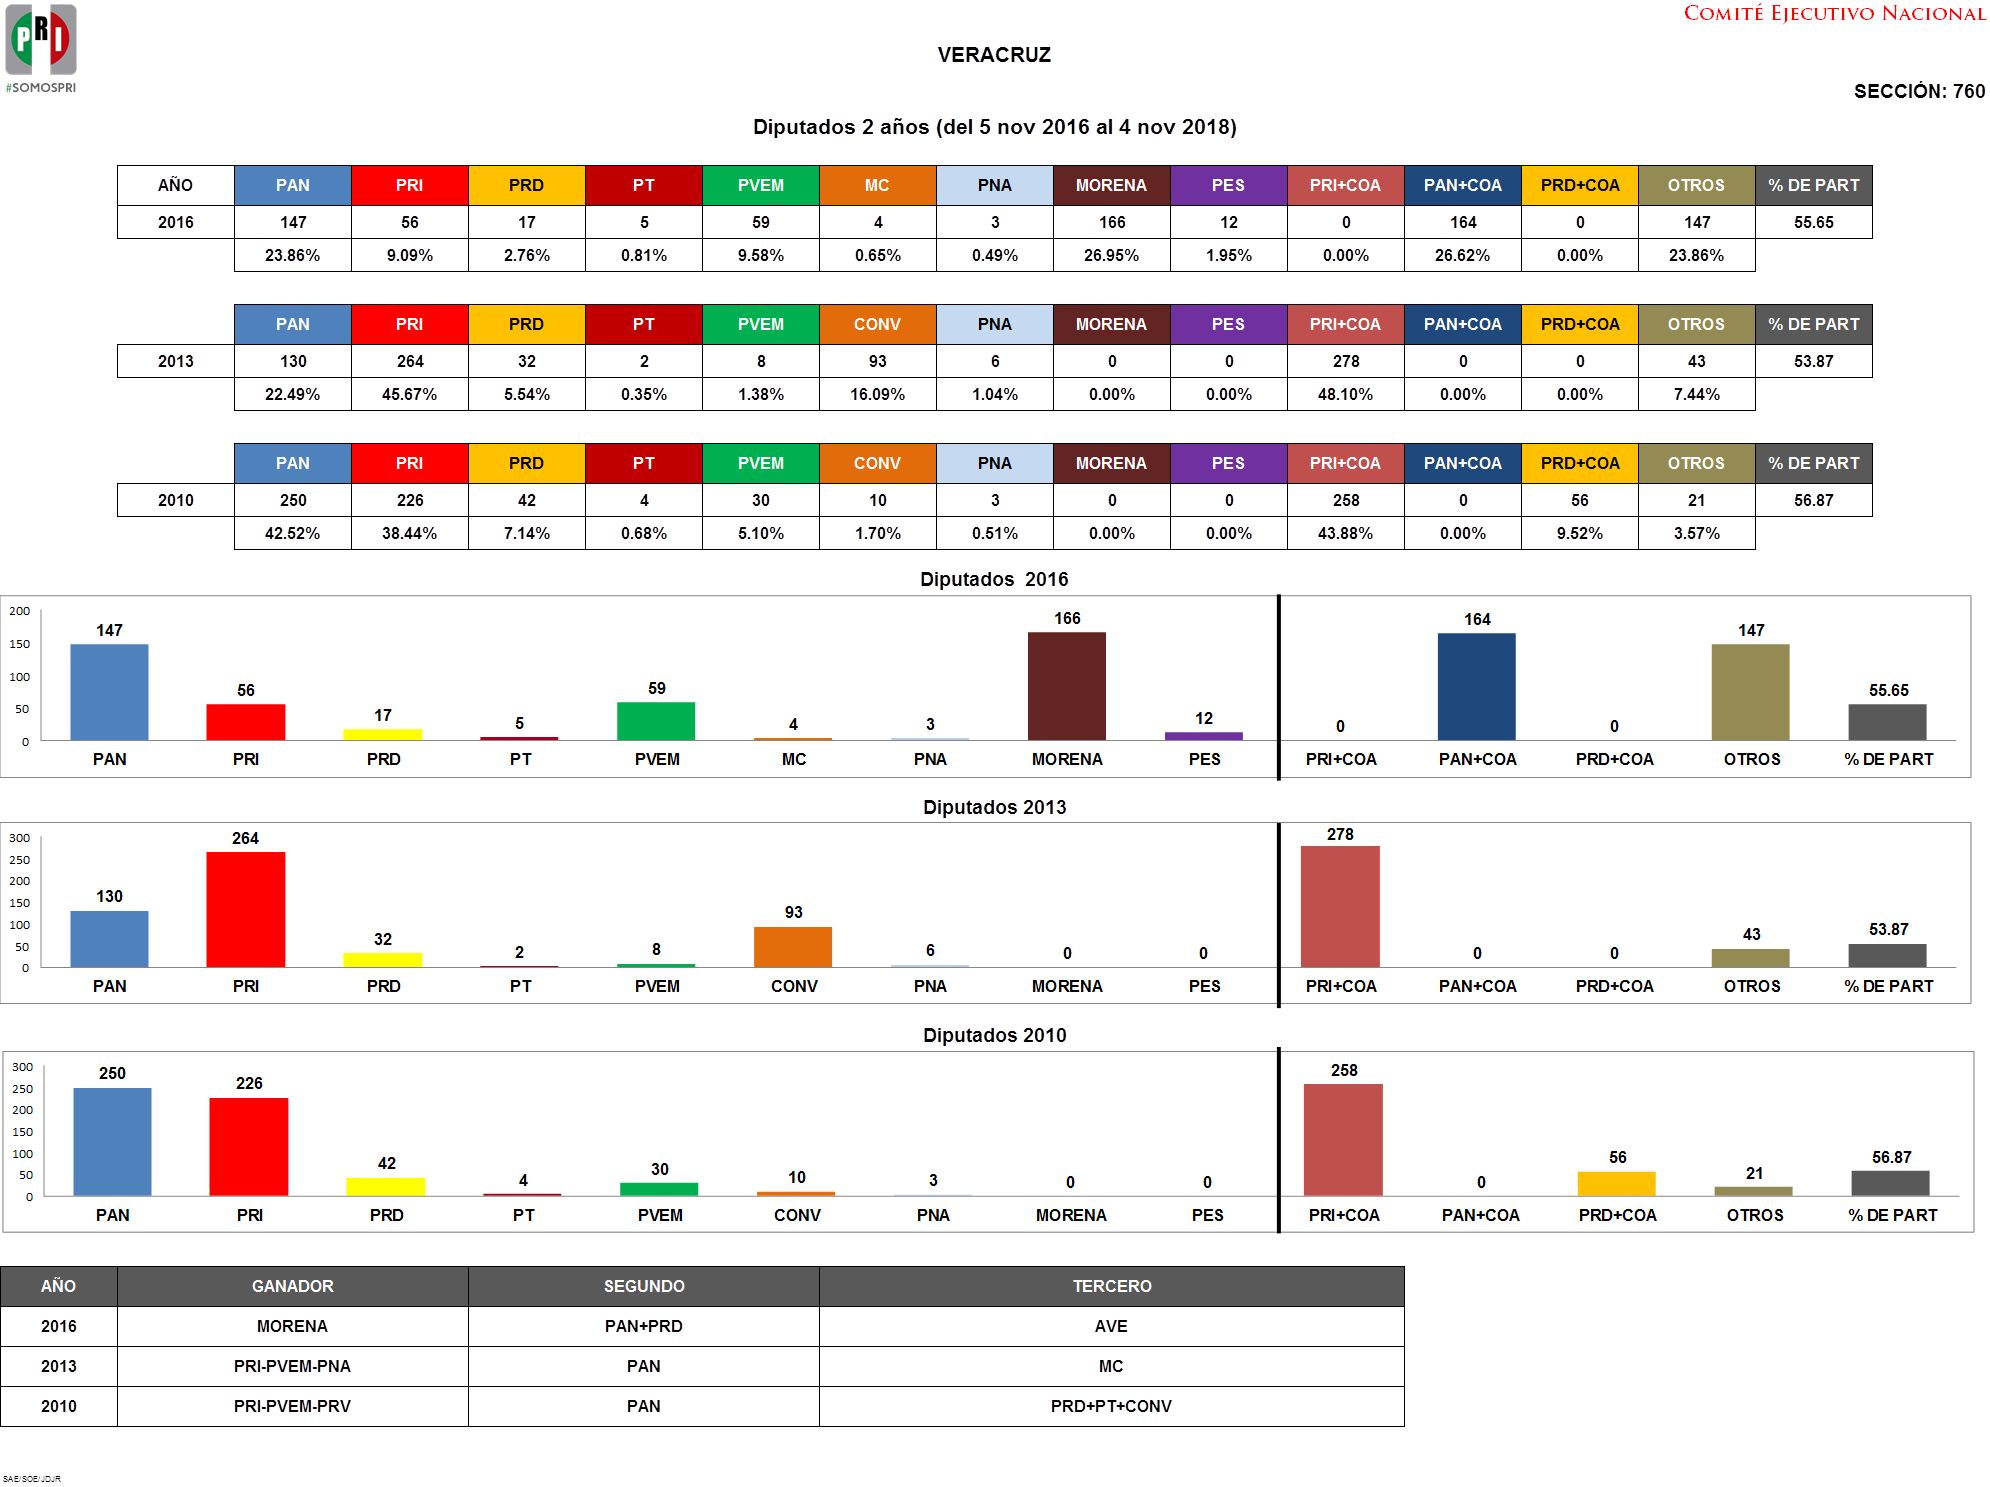 PRI
#SOMOSPRI
COMITÉ EJECUTIVO NACIONAL
VERACRUZ
SECCIÓN: 760
Diputados 2 años (del 5 nov 2016 al 4 nov 2018)
AÑO PAN PRI PRD PT PVEM MC PNA MORENA PES PRI+COA PAN+COA PRD+COA OTROS % DE PART
2016 147 56 17 5 59 4 3 166 12 0 164 0 147 55.65
23.86% 9.09% 2.76% 0.81% 9.58% 0.65% 0.49% 26.95% 1.95% 0.00% 26.62% 0.00% 23.86%
PAN PRI PRD PT PVEM CONV PNA MORENA PES PRI+COA PAN+COA PRD+COA OTROS % DE PART
2013 130 264 32 2 8 93 6 0 0 278 0 0 43 53.87
22.49% 45.67% 5.54% 0.35% 1.38% 16.09% 1.04% 0.00% 0.00% 48.10% 0.00% 0.00% 7.44%
PAN PRI PRD PT PVEM CONV PNA MORENA PES PRI+COA PAN+COA PRD+COA OTROS % DE PART
2010 250 226 42 4 30 10 3 0 0 258 0 56 21 56.87
42.52% 38.44% 7.14% 0.68% 5.10% 1.70% 0.51% 0.00% 0.00% 43.88% 0.00% 9.52% 3.57%
Diputados 2016
200
150
100
50
0
147 56 17 5 59 4 3 166 12 0 164 0 147 55.65
PAN PRI PRD PT PVEM MC PNA MORENA PES PRI+COA PAN+COA PRD+COA OTROS % DE PART
Diputados 2013
300
250
200
150
100
50
0
130 264 32 2 8 93 6 0 0 278 0 0 43 53.87
PAN PRI PRD PT PVEM CONV PNA MORENA PES PRI+COA PAN+COA PRD+COA OTROS % DE PART
Diputados 2010
300
250
200
150
100
50
0
250 226 42 4 30 10 3 0 0 258 0 56 21 56.87
PAN PRI PRD PT PVEM CONV PNA MORENA PES PRI+COA PAN+COA PRD+COA OTROS % DE PART
AÑO GANADOR SEGUNDO TERCERO
2016 MORENA PAN+PRD AVE
2013 PRI-PVEM-PNA PAN MC
2010 PRI-PVEM-PRV PAN PRD+PT+CONV
SAE/SOE/JDJR